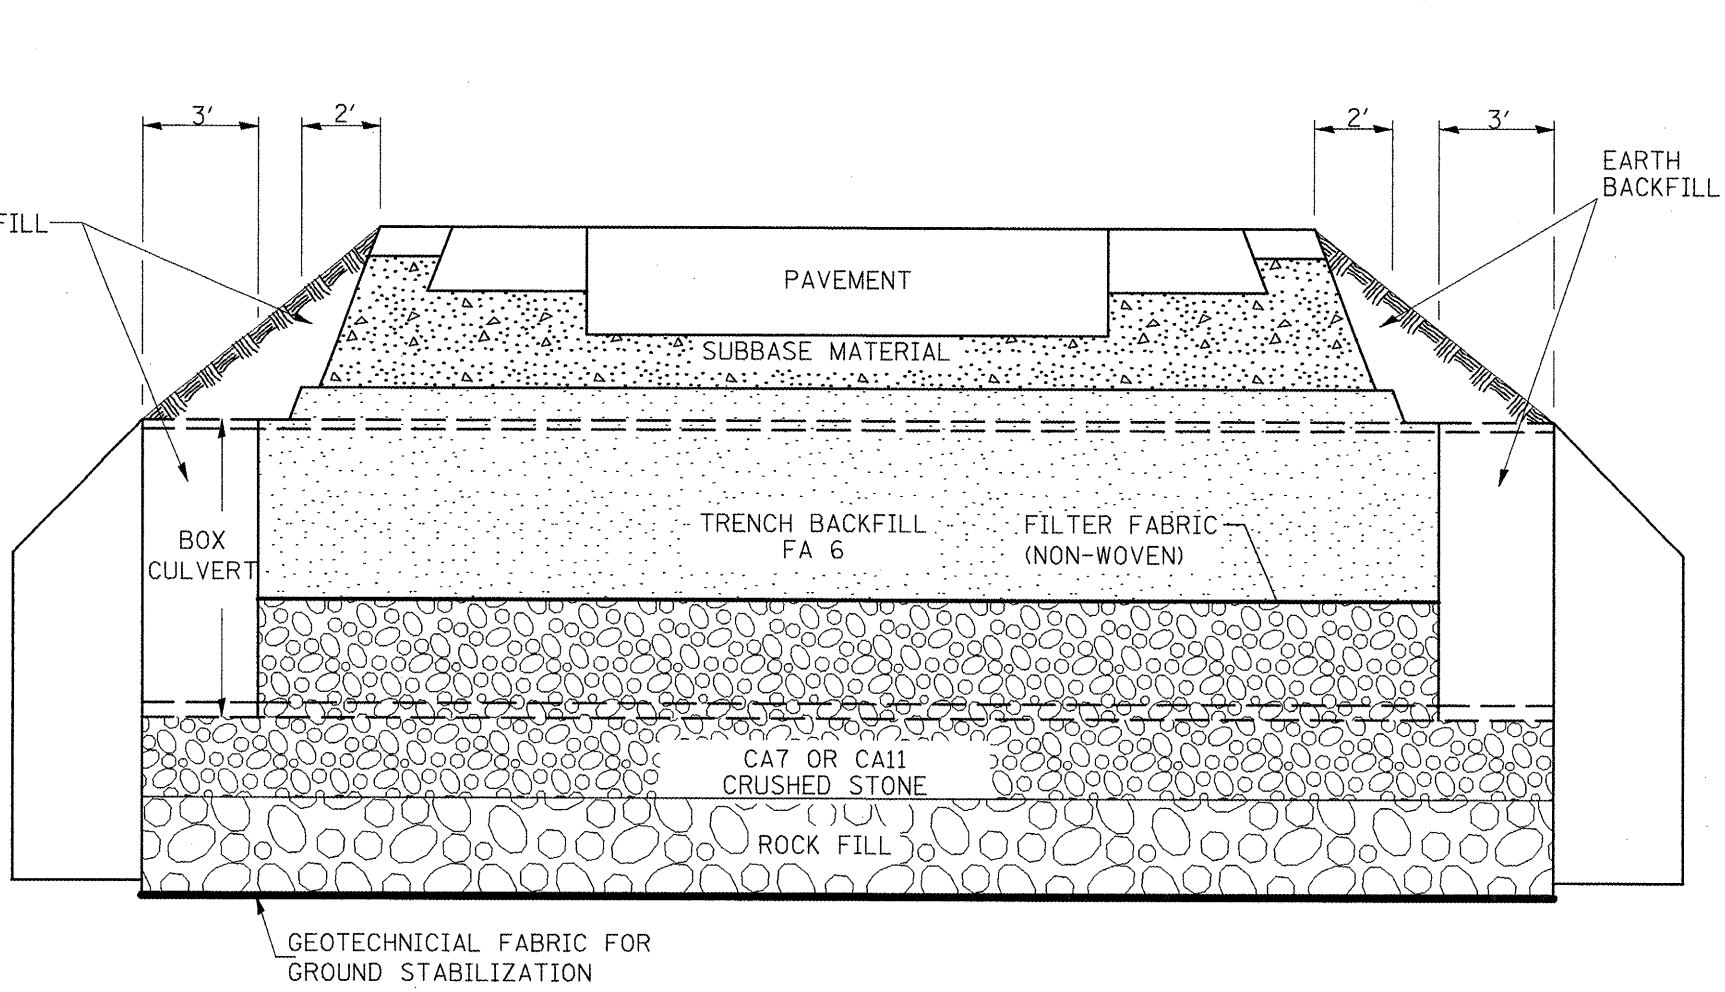 3'
2'
2'
3'
EARTH
BACKFILL
FILL
PAVEMENT
SUBBASE MATERIAL
TRENCH BACKFILL
FA 6
FILTER FABRIC
(NON-WOVEN)
BOX
CULVERT
CA7 OR CA11
CRUSHED STONE
ROCK FILL
GEOTECHNICIAL FABRIC FOR
GROUND STABILIZATION